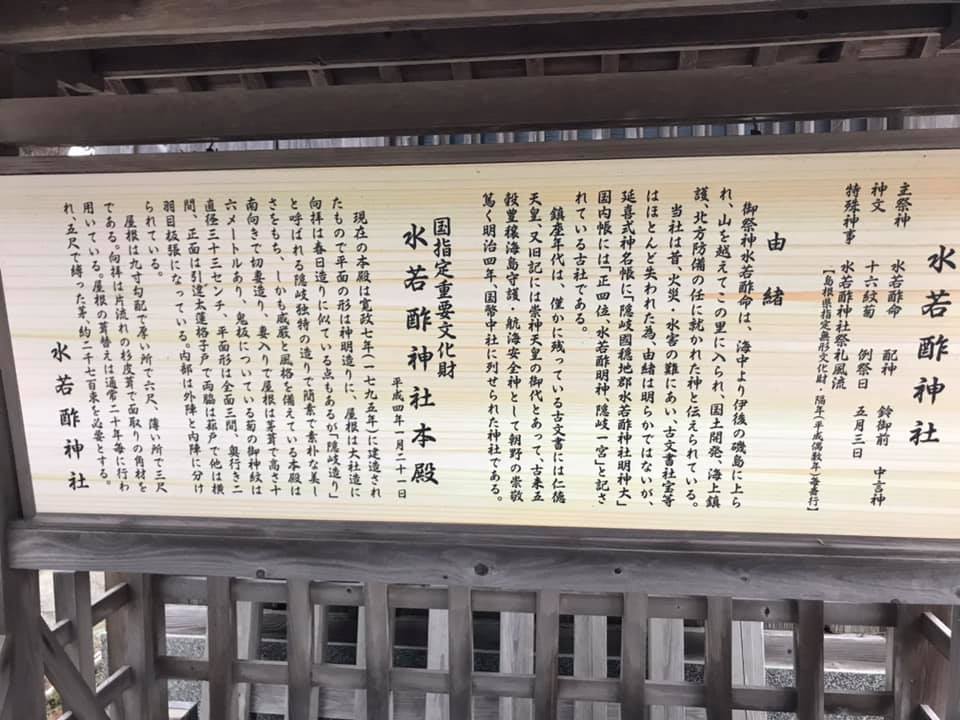 水若酢神社
主祭神 水若酢命 配神 鈴御前 中言神
神文 十六紋菊 例祭日 五月三日
特殊神事 水若酢神社祭礼風流
【島根県指定無形文化財・隔年(平成偶数年)毎斎行】
由緒
御祭神水若酢命は、海中より伊後の磯島に上ら
れ、山を越えてこの里に入られ、国土開発、海上鎮
護、北方防備の任に就かれた神と伝えられている。
当社は昔、火災・水害の難にあい、古文書社宝等
はほとんど失われた為、由緒は明らかではないが、
延喜式神名帳に「隠岐國穏地郡水若酢神社明神大」
国内帳には「正四位、水若酢明神、隠岐一宮」と記さ
れている古社である。
鎮座年代は、僅かに残っている古文書には仁徳
天皇、又旧記には崇神天皇の御代とあって、古来五
穀豊穣海島守護・航海安全神として朝野の崇敬
篤く明治四年、国幣中社に列せられた神社である。
国指定重要文化財
水若酢神社本殿
平成四年一月二十一日
現在の本殿は寛政七年(一七九五年)に建造され
たもので平面の形は神明造りに、屋根は大社造に
向拝は春日造りに似ている点もあるが「隠岐造り」
と呼ばれる隠岐独特の造りで簡素で素朴な美し
さをもち、しかも威厳と風格を備えている本殿は
南向きで切妻造り、妻入りで屋根は茅葺で高さ十
六メートルあり、鬼板についている菊の御神紋は
直径三十三センチ、平面形は全面三間、奥行き二
間、正面は引違大蓮格子戸で両脇は蔀戸で他は横
羽目板張になっている。内部は外陣と内陣に分け
られている。
屋根は九寸勾配で厚い所で六尺、薄い所で三尺
である。向拝は片流れの杉皮葺で面取りの角材を
用いている。屋根の葺替えは通常二十年毎に行わ
れ、五尺で縛った茅、約二千七百束を必要とする。
水若酢神社